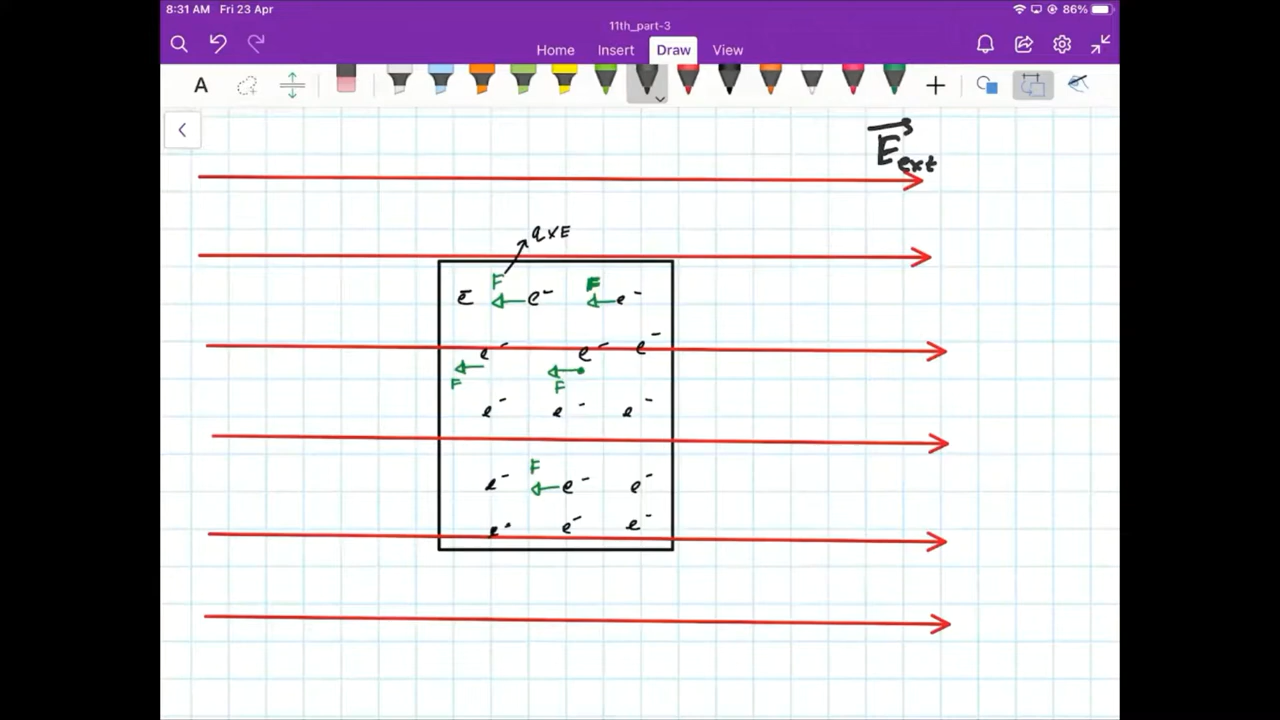 8:31 AM Fri 23 Apr 86%
11th_part-3
Home Insert Draw View
A
E ext
q x E
F F
e⁻ e⁻ e⁻
e⁻ e⁻ e⁻
F F
e⁻ e⁻ e⁻
F
e⁻ e⁻ e⁻
e⁻ e⁻ e⁻